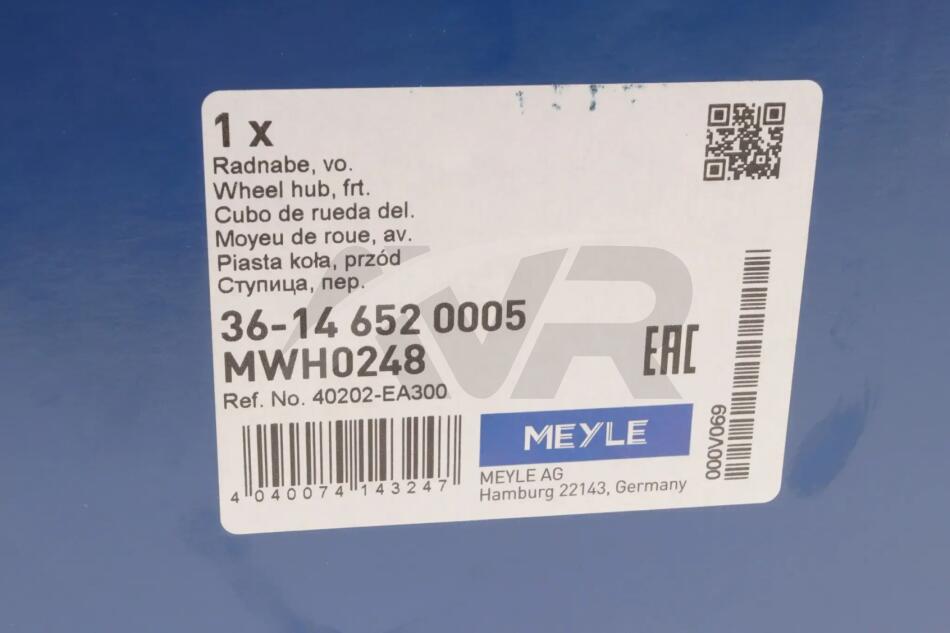 1 x
Radnabe, vo.
Wheel hub, frt.
Cubo de rueda del.
Moyeu de roue, av.
Piasta koła, przód
Ступица, пер.
36-14 652 0005
MWH0248
Ref. No. 40202-EA300
4 040074 143247
EAC
MEYLE
MEYLE AG
Hamburg 22143, Germany
000V069
VR